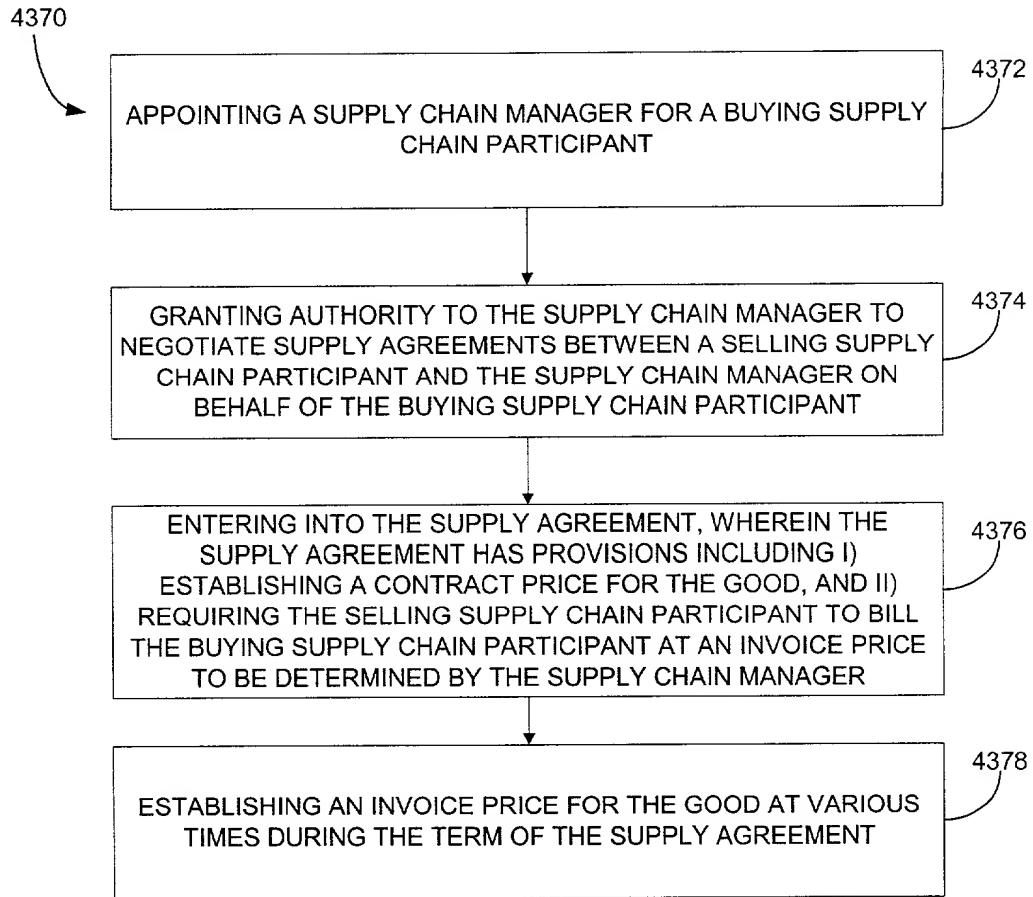 4370
4372
APPOINTING A SUPPLY CHAIN MANAGER FOR A BUYING SUPPLY
CHAIN PARTICIPANT
4374
GRANTING AUTHORITY TO THE SUPPLY CHAIN MANAGER TO
NEGOTIATE SUPPLY AGREEMENTS BETWEEN A SELLING SUPPLY
CHAIN PARTICIPANT AND THE SUPPLY CHAIN MANAGER ON
BEHALF OF THE BUYING SUPPLY CHAIN PARTICIPANT
4376
ENTERING INTO THE SUPPLY AGREEMENT, WHEREIN THE
SUPPLY AGREEMENT HAS PROVISIONS INCLUDING I)
ESTABLISHING A CONTRACT PRICE FOR THE GOOD, AND II)
REQUIRING THE SELLING SUPPLY CHAIN PARTICIPANT TO BILL
THE BUYING SUPPLY CHAIN PARTICIPANT AT AN INVOICE PRICE
TO BE DETERMINED BY THE SUPPLY CHAIN MANAGER
4378
ESTABLISHING AN INVOICE PRICE FOR THE GOOD AT VARIOUS
TIMES DURING THE TERM OF THE SUPPLY AGREEMENT